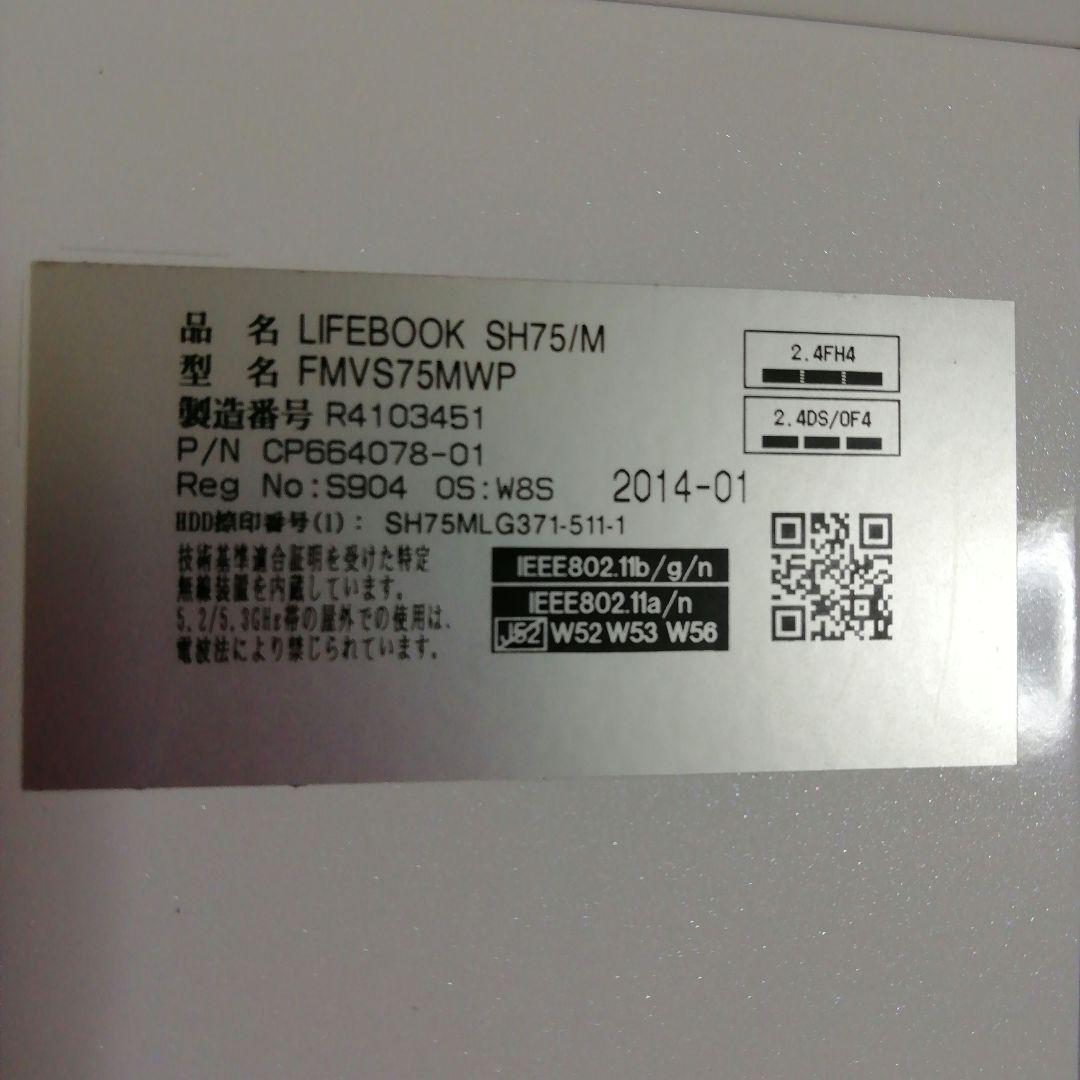 品 名 LIFEBOOK SH75/M
型 名 FMVS75MWP
製造番号 R4103451
P/N CP664078-01
Reg No:S904 OS:W8S 2014-01
HDD捺印番号(1): SH75MLG371-511-1
技術基準適合証明を受けた特定
無線装置を内蔵しています。
5.2/5.3GHz帯の屋外での使用は、
電波法により禁じられています。
2.4FH4
2.4DS/OF4
IEEE802.11b/g/n
IEEE802.11a/n
J52 W52 W53 W56